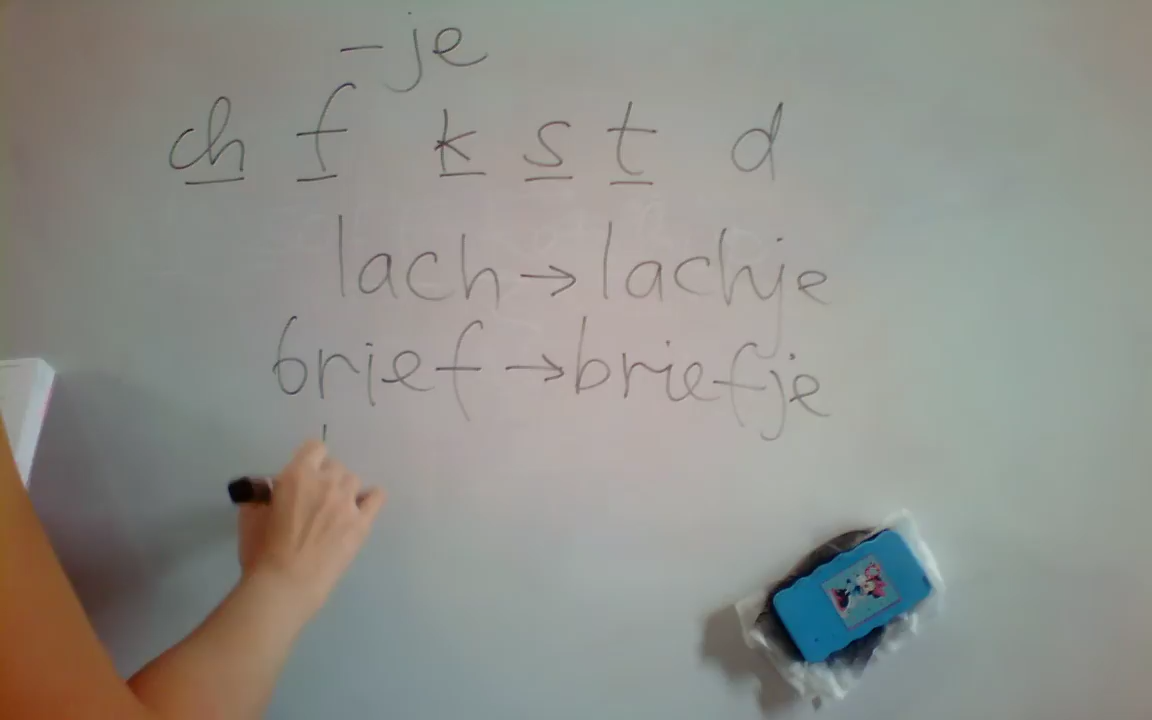 -je
ch f k s t d
lach → lachje
brief → briefje